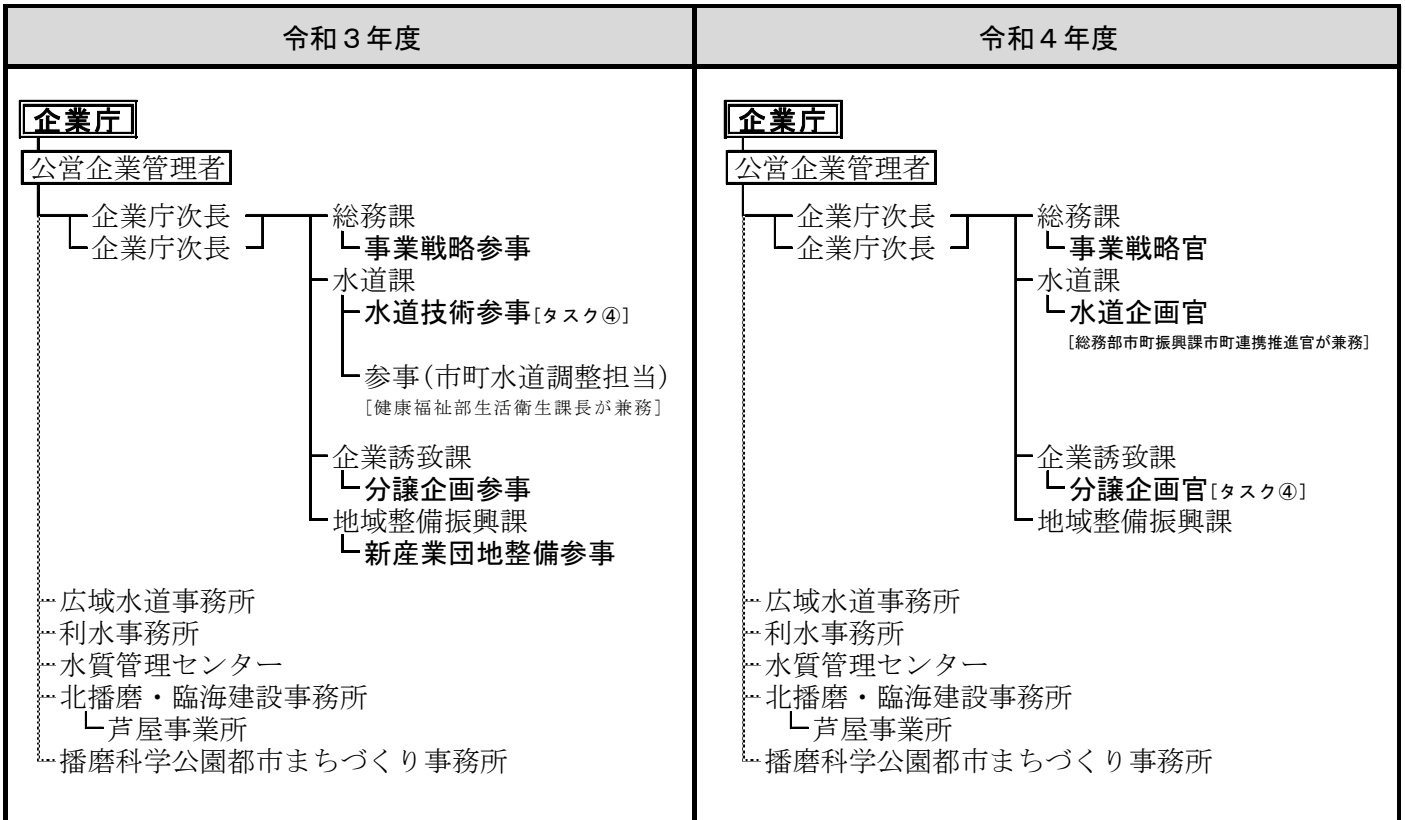 令和３年度
企業庁
公営企業管理者
企業庁次長
企業庁次長
総務課
事業戦略参事
水道課
水道技術参事[タスク④]
参事(市町水道調整担当)
[健康福祉部生活衛生課長が兼務]
企業誘致課
分譲企画参事
地域整備振興課
新産業団地整備参事
広域水道事務所
利水事務所
水質管理センター
北播磨・臨海建設事務所
芦屋事業所
播磨科学公園都市まちづくり事務所
令和４年度
企業庁
公営企業管理者
企業庁次長
企業庁次長
総務課
事業戦略官
水道課
水道企画官
[総務部市町振興課市町連携推進官が兼務]
企業誘致課
分譲企画官[タスク④]
地域整備振興課
広域水道事務所
利水事務所
水質管理センター
北播磨・臨海建設事務所
芦屋事業所
播磨科学公園都市まちづくり事務所